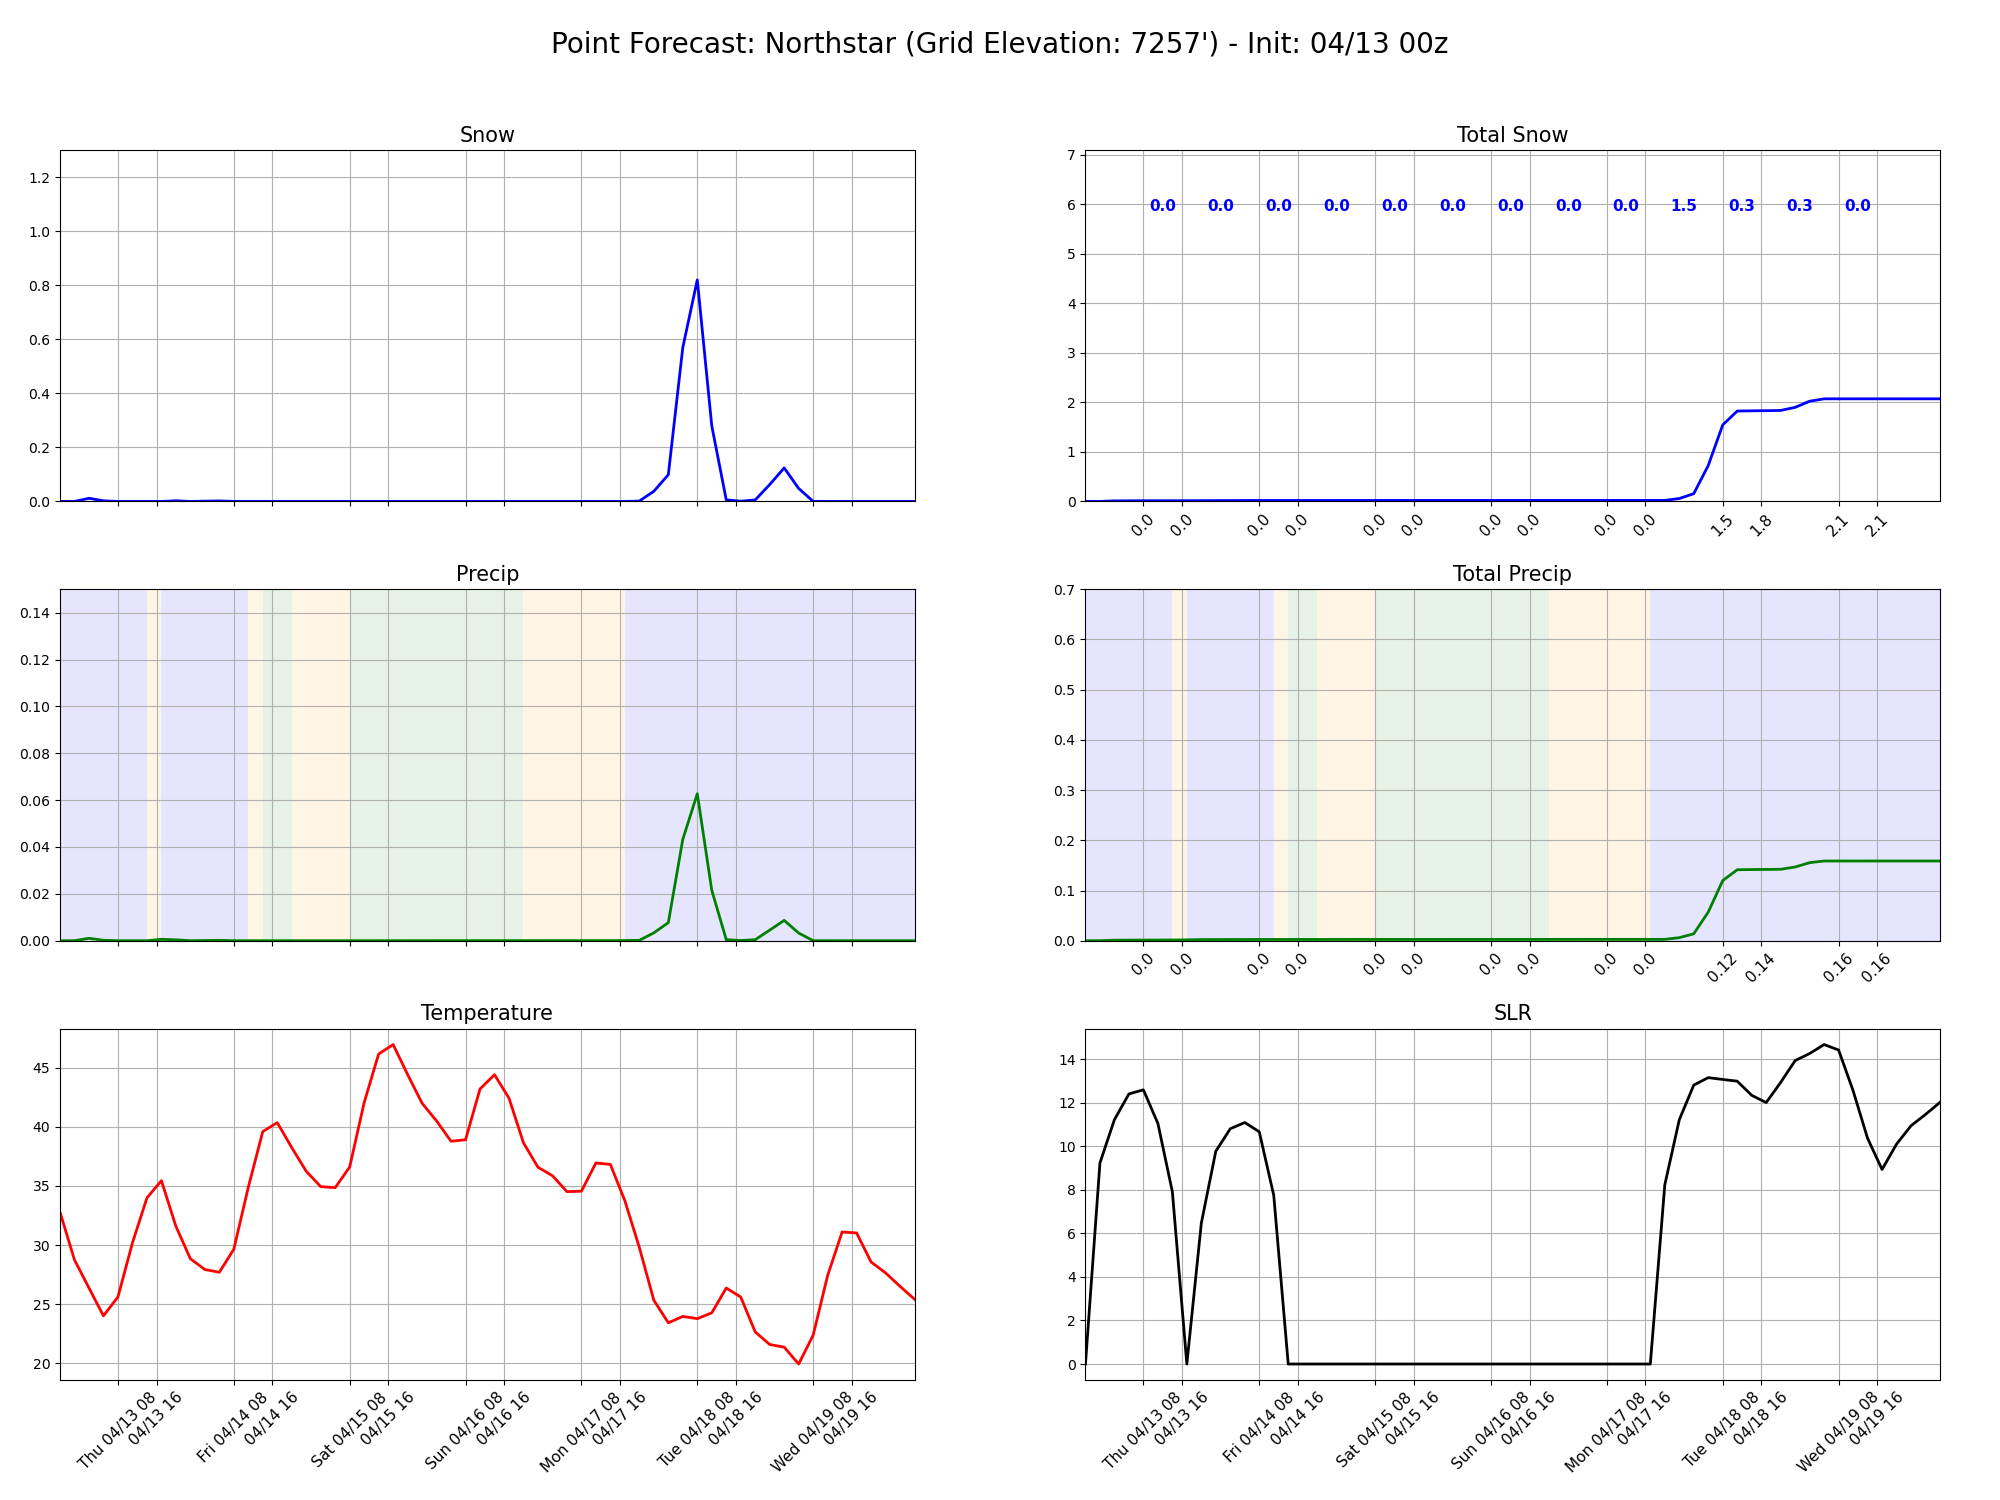 Point Forecast: Northstar (Grid Elevation: 7257') - Init: 04/13 00z
Snow
1.2
1.0
0.8
0.6
0.4
0.2
0.0
Total Snow
7
6
5
4
3
2
1
0
0.0 0.0 0.0 0.0 0.0 0.0 0.0 0.0 0.0 1.5 0.3 0.3 0.0
0.0 0.0 0.0 0.0 0.0 0.0 0.0 0.0 0.0 0.0 1.5 1.8 2.1 2.1
Precip
0.14
0.12
0.10
0.08
0.06
0.04
0.02
0.00
Total Precip
0.7
0.6
0.5
0.4
0.3
0.2
0.1
0.0
0.0 0.0 0.0 0.0 0.0 0.0 0.0 0.0 0.0 0.0 0.12 0.14 0.16 0.16
Temperature
45
40
35
30
25
20
Thu 04/13 08
04/13 16
Fri 04/14 08
04/14 16
Sat 04/15 08
04/15 16
Sun 04/16 08
04/16 16
Mon 04/17 08
04/17 16
Tue 04/18 08
04/18 16
Wed 04/19 08
04/19 16
SLR
14
12
10
8
6
4
2
0
Thu 04/13 08
04/13 16
Fri 04/14 08
04/14 16
Sat 04/15 08
04/15 16
Sun 04/16 08
04/16 16
Mon 04/17 08
04/17 16
Tue 04/18 08
04/18 16
Wed 04/19 08
04/19 16